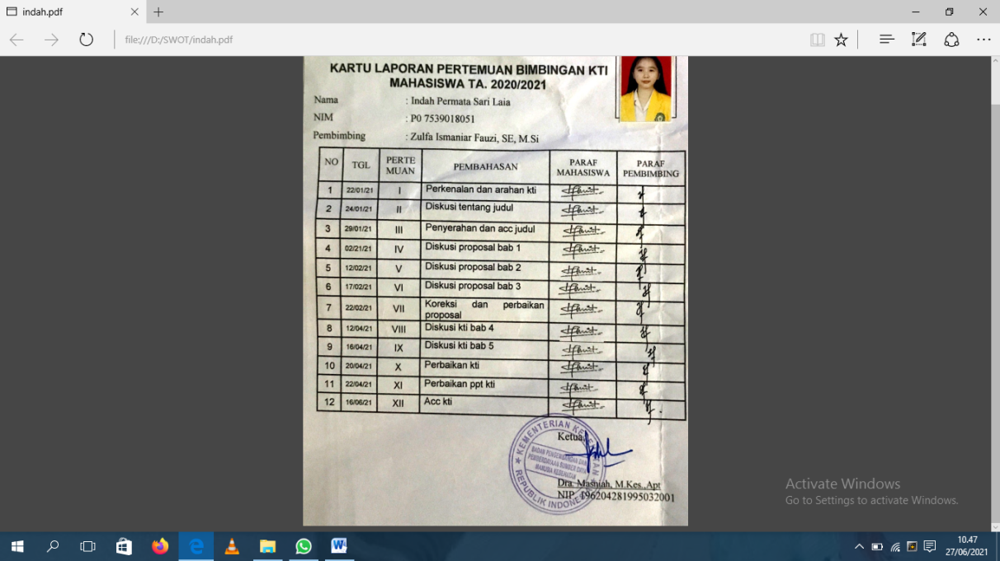 indah.pdf
file:///D:/SWOT/indah.pdf
KARTU LAPORAN PERTEMUAN BIMBINGAN KTI
MAHASISWA TA. 2020/2021
Nama : Indah Permata Sari Laia
NIM : P0 7539018051
Pembimbing : Zulfa Ismaniar Fauzi, SE, M.Si
NO TGL PERTE MUAN PEMBAHASAN PARAF MAHASISWA PARAF PEMBIMBING
1 22/01/21 I Perkenalan dan arahan kti
2 24/01/21 II Diskusi tentang judul
3 29/01/21 III Penyerahan dan acc judul
4 02/21/21 IV Diskusi proposal bab 1
5 12/02/21 V Diskusi proposal bab 2
6 17/02/21 VI Diskusi proposal bab 3
7 22/02/21 VII Koreksi dan perbaikan
proposal
8 12/04/21 VIII Diskusi kti bab 4
9 16/04/21 IX Diskusi kti bab 5
10 20/04/21 X Perbaikan kti
11 22/04/21 XI Perbaikan ppt kti
12 16/06/21 XII Acc kti
Ketua
KEMENTERIAN KESEHATAN
BADAN PENGEMBANGAN DAN
PEMBERDAYAAN SUMBER DAYA
MANUSIA KESEHATAN
REPUBLIK INDONESIA
Dra. Masniah, M.Kes.,Apt
NIP. 196204281995032001
Activate Windows
Go to Settings to activate Windows.
10.47
27/06/2021